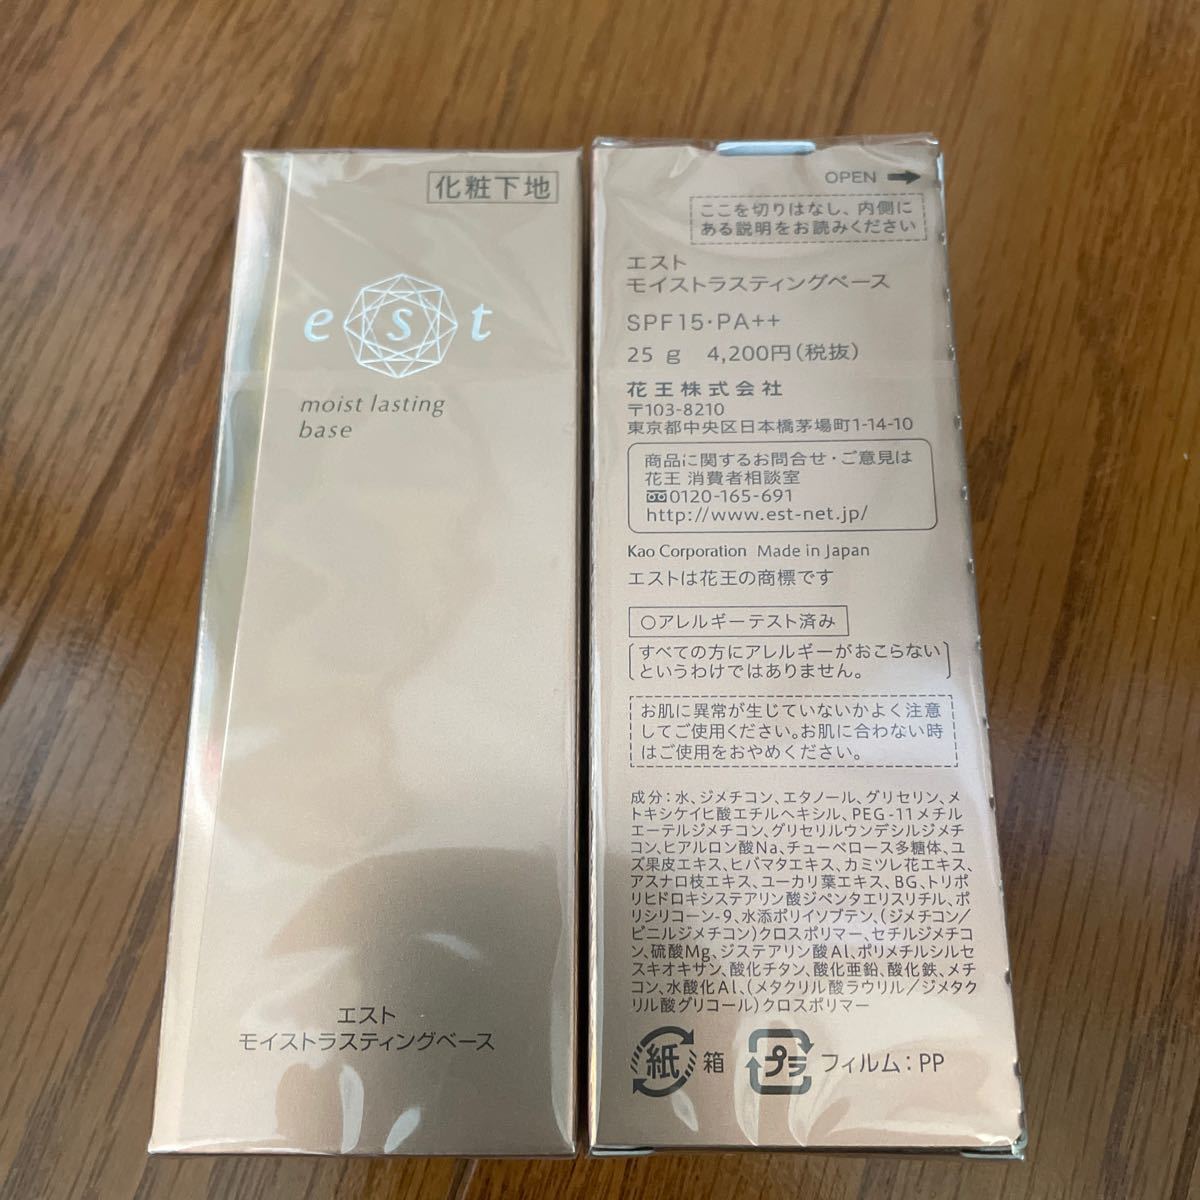 化粧下地
est
moist lasting
base
エスト
モイストラスティングベース
OPEN
ここを切りはなし、内側に
ある説明をお読みください
エスト
モイストラスティングベース
SPF15・PA++
25 g 4,200円(税抜)
花王株式会社
〒103-8210
東京都中央区日本橋茅場町1-14-10
商品に関するお問合せ・ご意見は
花王 消費者相談室
0120-165-691
http://www.est-net.jp/
Kao Corporation Made in Japan
エストは花王の商標です
○アレルギーテスト済み
すべての方にアレルギーがおこらない
というわけではありません。
お肌に異常が生じていないかよく注意
してご使用ください。お肌に合わない時
はご使用をおやめください。
成分：水、ジメチコン、エタノール、グリセリン、メ
トキシケイヒ酸エチルヘキシル、PEG-11メチル
エーテルジメチコン、グリセリルウンデシルジメチ
コン、ヒアルロン酸Na、チューベロース多糖体、ユ
ズ果皮エキス、ヒバマタエキス、カミツレ花エキス、
アスナロ枝エキス、ユーカリ葉エキス、BG、トリポ
リヒドロキシステアリン酸ジペンタエリスリチル、ポ
リシリコーン-9、水添ポリイソブテン、(ジメチコン/
ビニルジメチコン)クロスポリマー、セチルジメチコ
ン、硫酸Mg、ジステアリン酸Al、ポリメチルシルセ
スキオキサン、酸化チタン、酸化亜鉛、酸化鉄、メチ
コン、水酸化Al、(メタクリル酸ラウリル/ジメタク
リル酸グリコール)クロスポリマー
紙 箱 プラ フィルム：PP